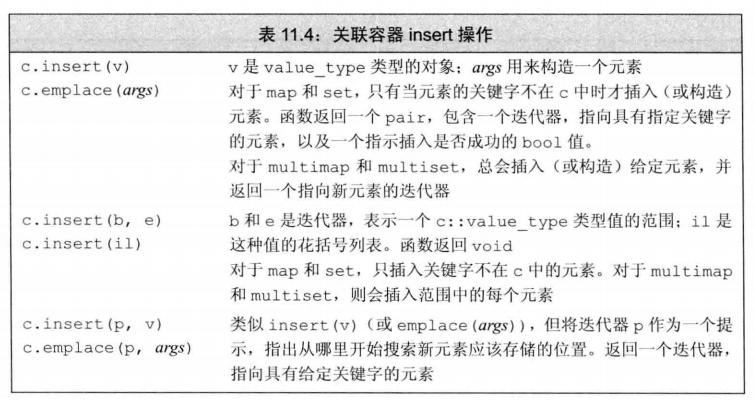 表 11.4：关联容器 insert 操作
c.insert(v) v 是 value_type 类型的对象；args 用来构造一个元素
c.emplace(args) 对于 map 和 set，只有当元素的关键字不在 c 中时才插入（或构造）
元素。函数返回一个 pair，包含一个迭代器，指向具有指定关键字
的元素，以及一个指示插入是否成功的 bool 值。
对于 multimap 和 multiset，总会插入（或构造）给定元素，并
返回一个指向新元素的迭代器
c.insert(b, e) b 和 e 是迭代器，表示一个 c::value_type 类型值的范围；il 是
c.insert(il) 这种值的花括号列表。函数返回 void
对于 map 和 set，只插入关键字不在 c 中的元素。对于 multimap
和 multiset，则会插入范围中的每个元素
c.insert(p, v) 类似 insert(v)（或 emplace(args)），但将迭代器 p 作为一个提
c.emplace(p, args) 示，指出从哪里开始搜索新元素应该存储的位置。返回一个迭代器，
指向具有给定关键字的元素